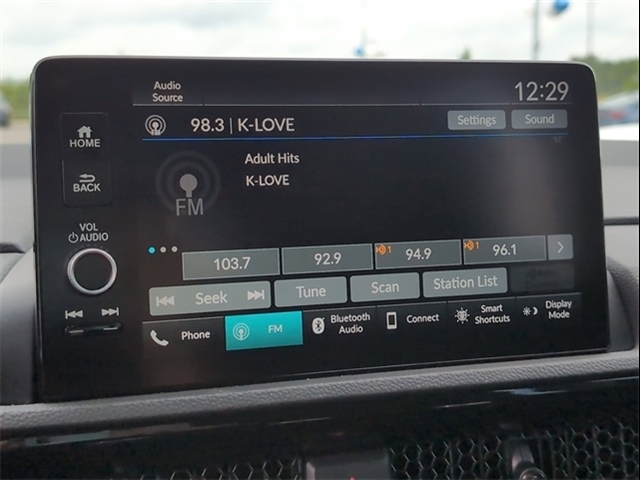 Audio
Source
12:29
98.3 | K-LOVE
Settings
Sound
HOME
BACK
VOL
AUDIO
Adult Hits
K-LOVE
FM
103.7
92.9
1 94.9
1 96.1
Seek
Tune
Scan
Station List
Phone
FM
Bluetooth
Audio
Connect
Smart
Shortcuts
Display
Mode